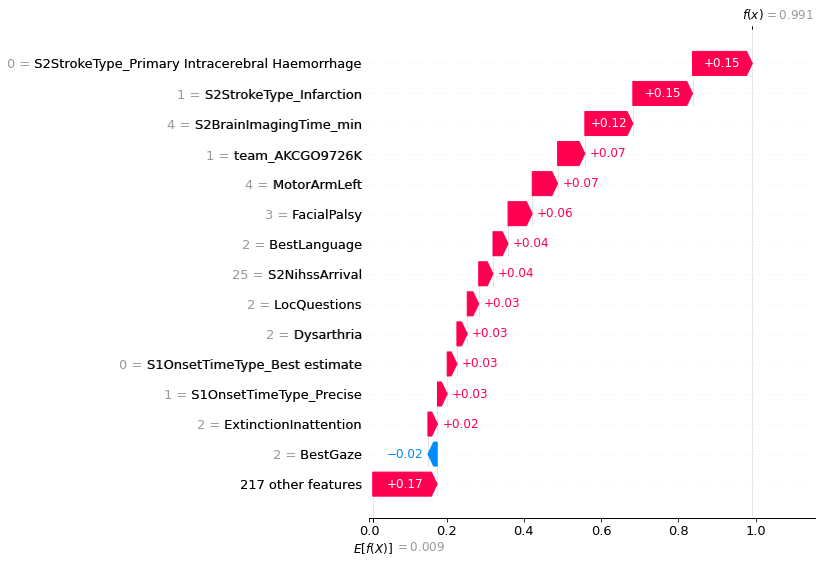 f(x) = 0.991
0 = S2StrokeType_Primary Intracerebral Haemorrhage +0.15
1 = S2StrokeType_Infarction +0.15
4 = S2BrainImagingTime_min +0.12
1 = team_AKCGO9726K +0.07
4 = MotorArmLeft +0.07
3 = FacialPalsy +0.06
2 = BestLanguage +0.04
25 = S2NihssArrival +0.04
2 = LocQuestions +0.03
2 = Dysarthria +0.03
0 = S1OnsetTimeType_Best estimate +0.03
1 = S1OnsetTimeType_Precise +0.03
2 = ExtinctionInattention +0.02
2 = BestGaze −0.02
217 other features +0.17
0.0 0.2 0.4 0.6 0.8 1.0
E[f(X)] = 0.009